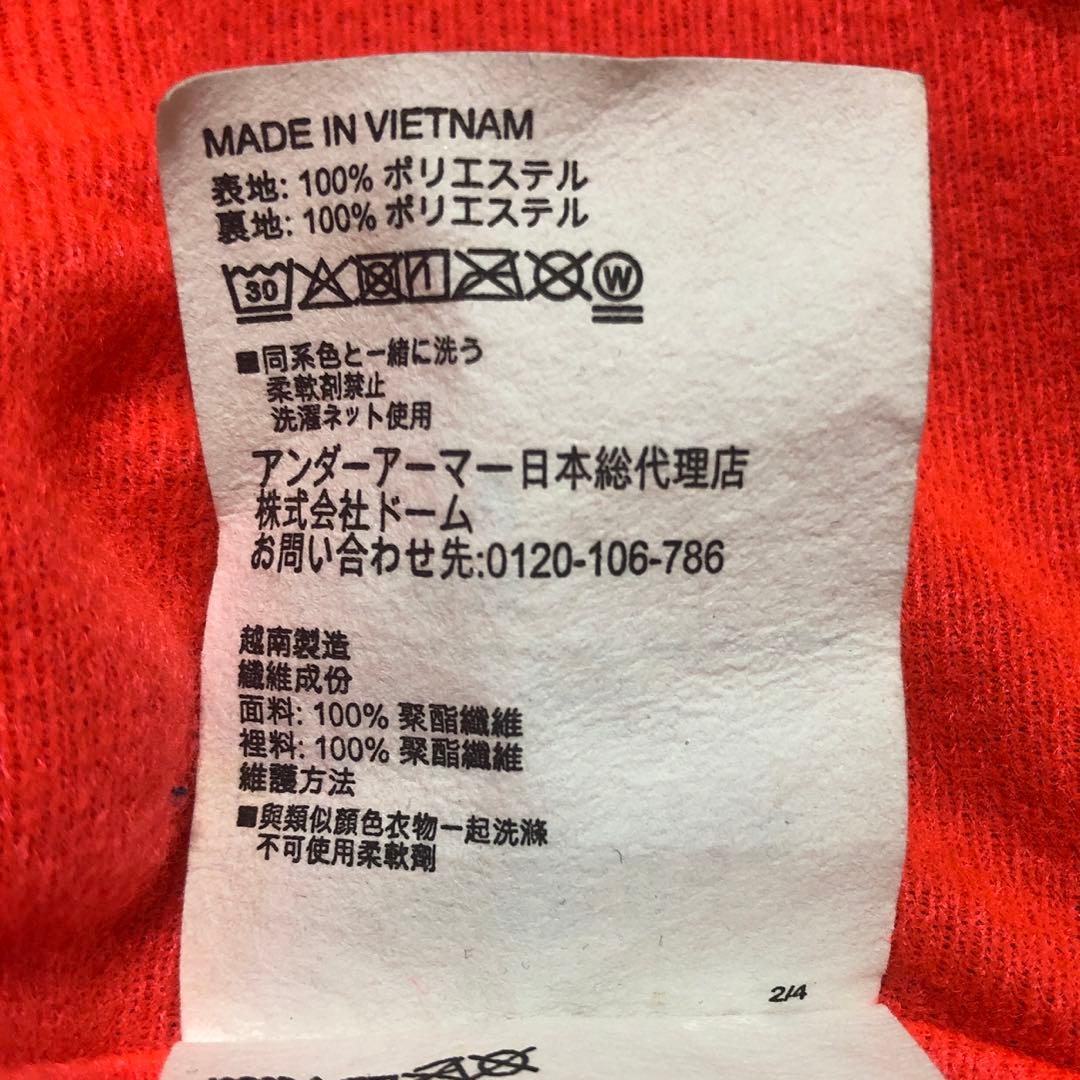 MADE IN VIETNAM
表地: 100% ポリエステル
裏地: 100% ポリエステル
30 W
■同系色と一緒に洗う
柔軟剤禁止
洗濯ネット使用
アンダーアーマー日本総代理店
株式会社ドーム
お問い合わせ先:0120-106-786
越南製造
纖維成份
面料: 100% 聚酯纖維
裡料: 100% 聚酯纖維
維護方法
■與類似顏色衣物一起洗滌
不可使用柔軟劑
2/4